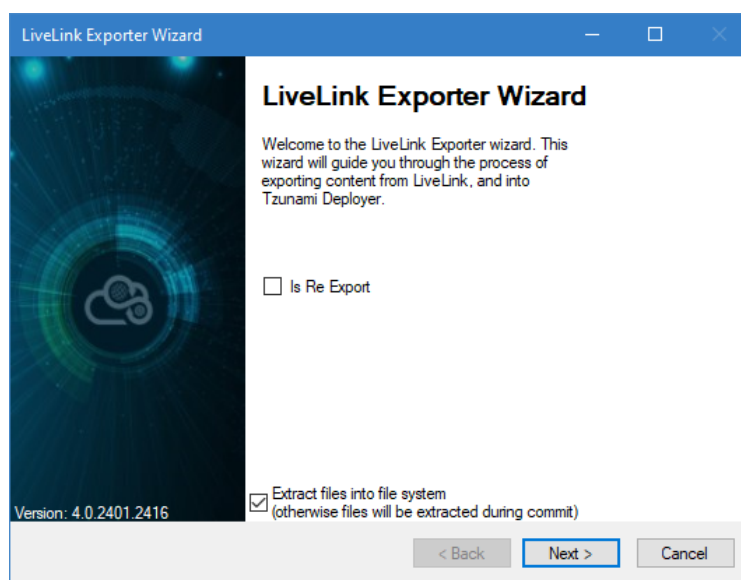 LiveLink Exporter Wizard
LiveLink Exporter Wizard
Welcome to the LiveLink Exporter wizard. This
wizard will guide you through the process of
exporting content from LiveLink, and into
Tzunami Deployer.
Is Re Export
Extract files into file system
(otherwise files will be extracted during commit)
Version: 4.0.2401.2416
< Back
Next >
Cancel